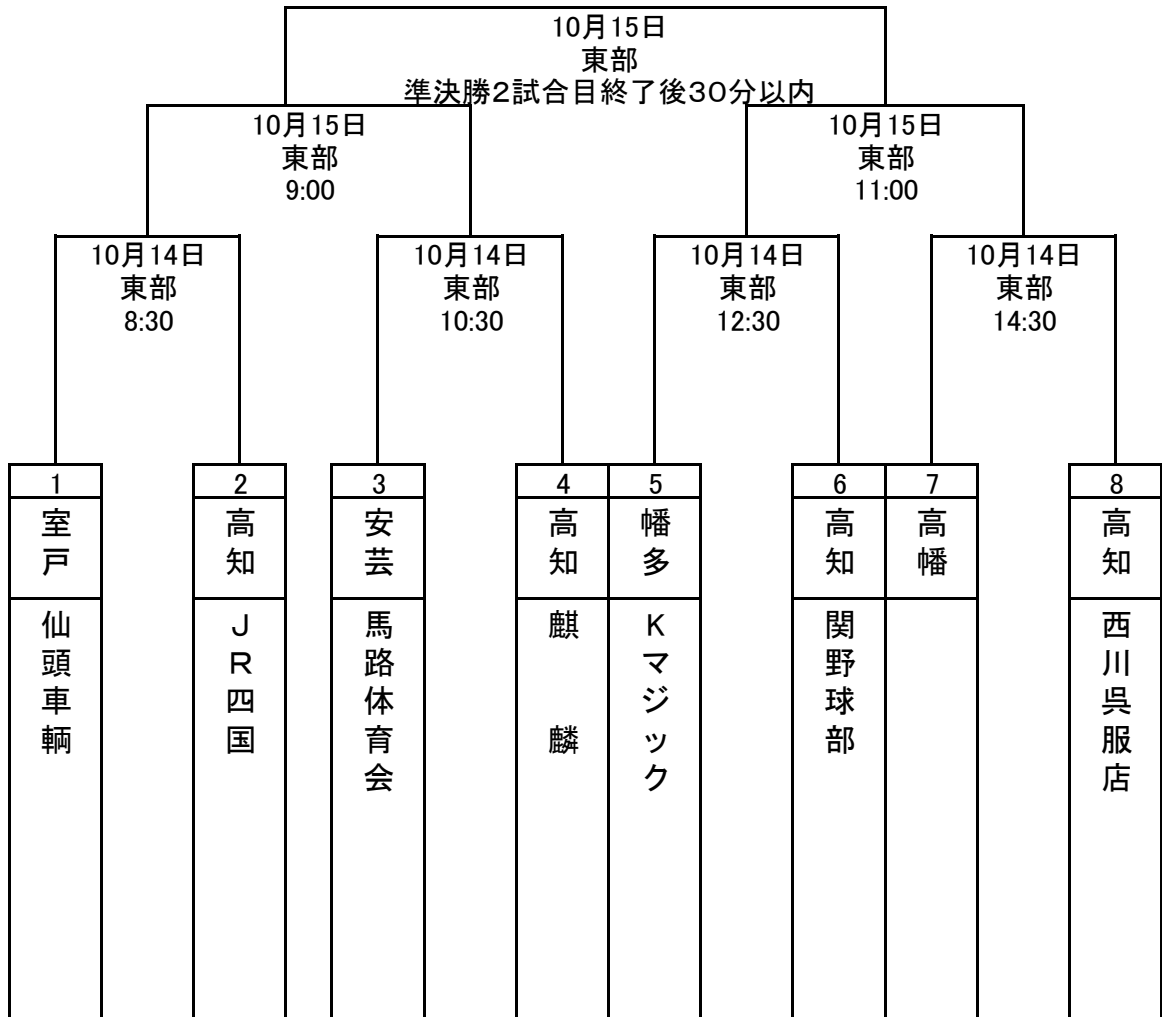 10月15日
東部
準決勝2試合目終了後30分以内
10月15日
東部
9:00
10月15日
東部
11:00
10月14日
東部
8:30
10月14日
東部
10:30
10月14日
東部
12:30
10月14日
東部
14:30
1
室戸
仙頭車輌
2
高知
JR四国
3
安芸
馬路体育会
4
高知
麒麟
5
幡多
Kマジック
6
高知
関野球部
7
高幡
8
高知
西川呉服店